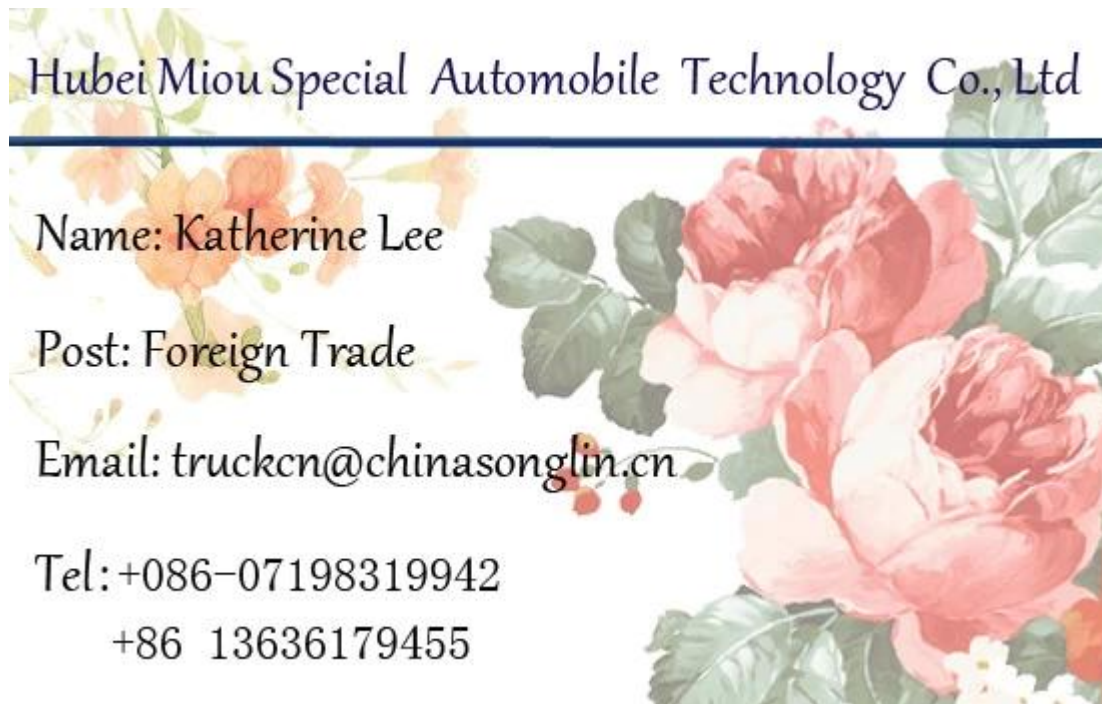 Hubei Miou Special Automobile Technology Co., Ltd
Name: Katherine Lee
Post: Foreign Trade
Email: truckcn@chinasonglin.cn
Tel: +086-07198319942
+86 13636179455